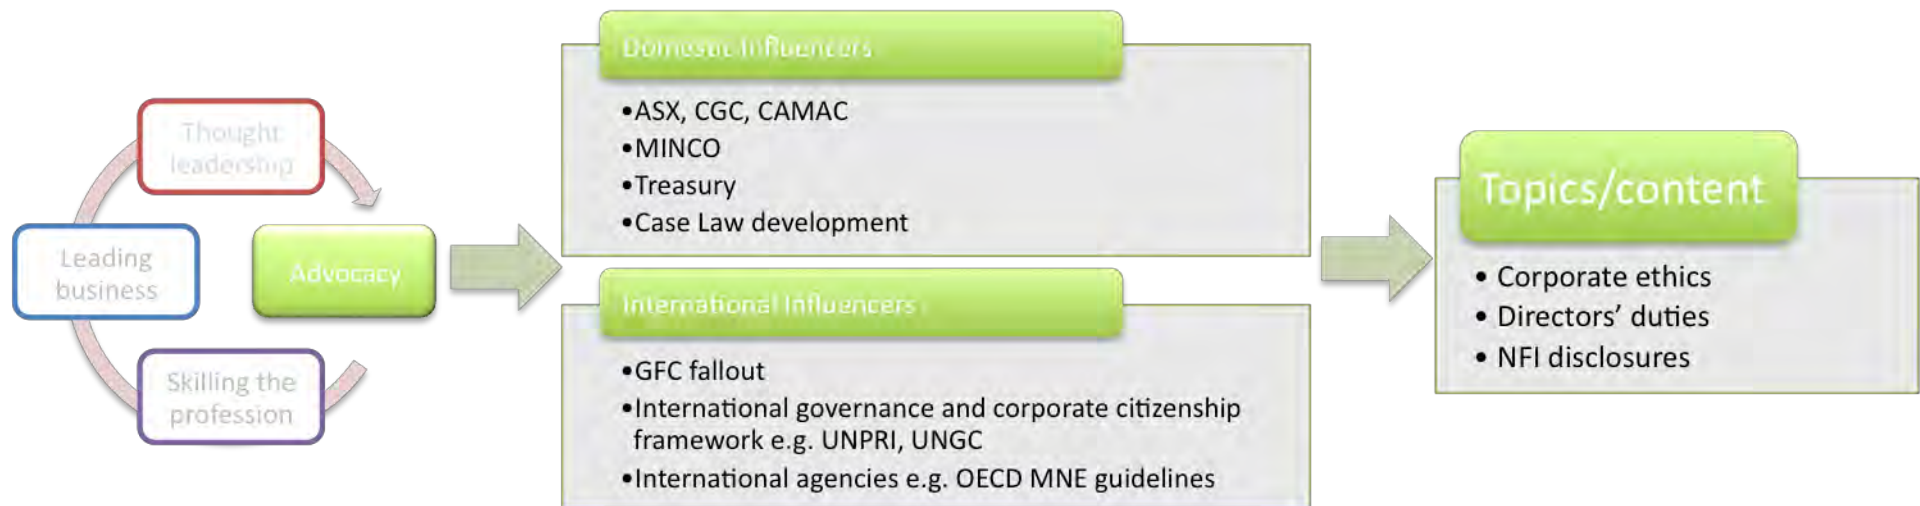 Thought
leadership
Leading
business
Advocacy
Skilling the
profession
Domestic Influencers
•ASX, CGC, CAMAC
•MINCO
•Treasury
•Case Law development
International Influencers
•GFC fallout
•International governance and corporate citizenship
framework e.g. UNPRI, UNGC
•International agencies e.g. OECD MNE guidelines
Topics/content
• Corporate ethics
• Directors’ duties
• NFI disclosures